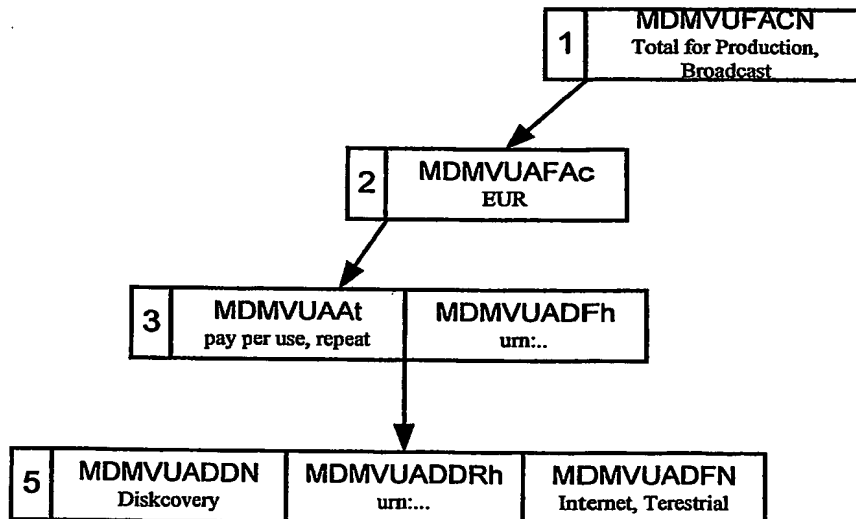 1
MDMVUFACN
Total for Production,
Broadcast
2
MDMVUAFAc
EUR
3
MDMVUAAt
pay per use, repeat
MDMVUADFh
urn:..
5
MDMVUADDN
Diskcovery
MDMVUADDRh
urn:...
MDMVUADFN
Internet, Terestrial